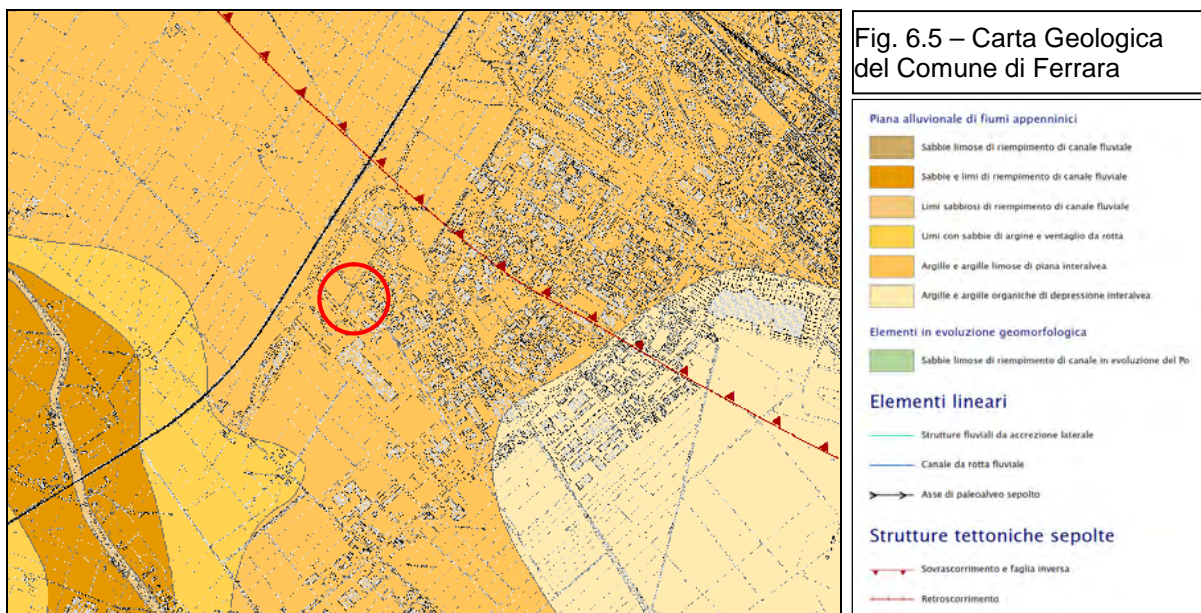 Fig. 6.5 – Carta Geologica
del Comune di Ferrara
Piana alluvionale di fiumi appenninici
Sabbie limose di riempimento di canale fluviale
Sabbie e limi di riempimento di canale fluviale
Limi sabbiosi di riempimento di canale fluviale
Limi con sabbie di argine e ventaglio da rotta
Argille e argille limose di piana interalvea
Argille e argille organiche di depressione interalvea
Elementi in evoluzione geomorfologica
Sabbie limose di riempimento di canale in evoluzione del Po
Elementi lineari
Strutture fluviali da accrezione laterale
Canale da rotta fluviale
Asse di paleoalveo sepolto
Strutture tettoniche sepolte
Sovrascorrimento e faglia inversa
Retroscorrimento